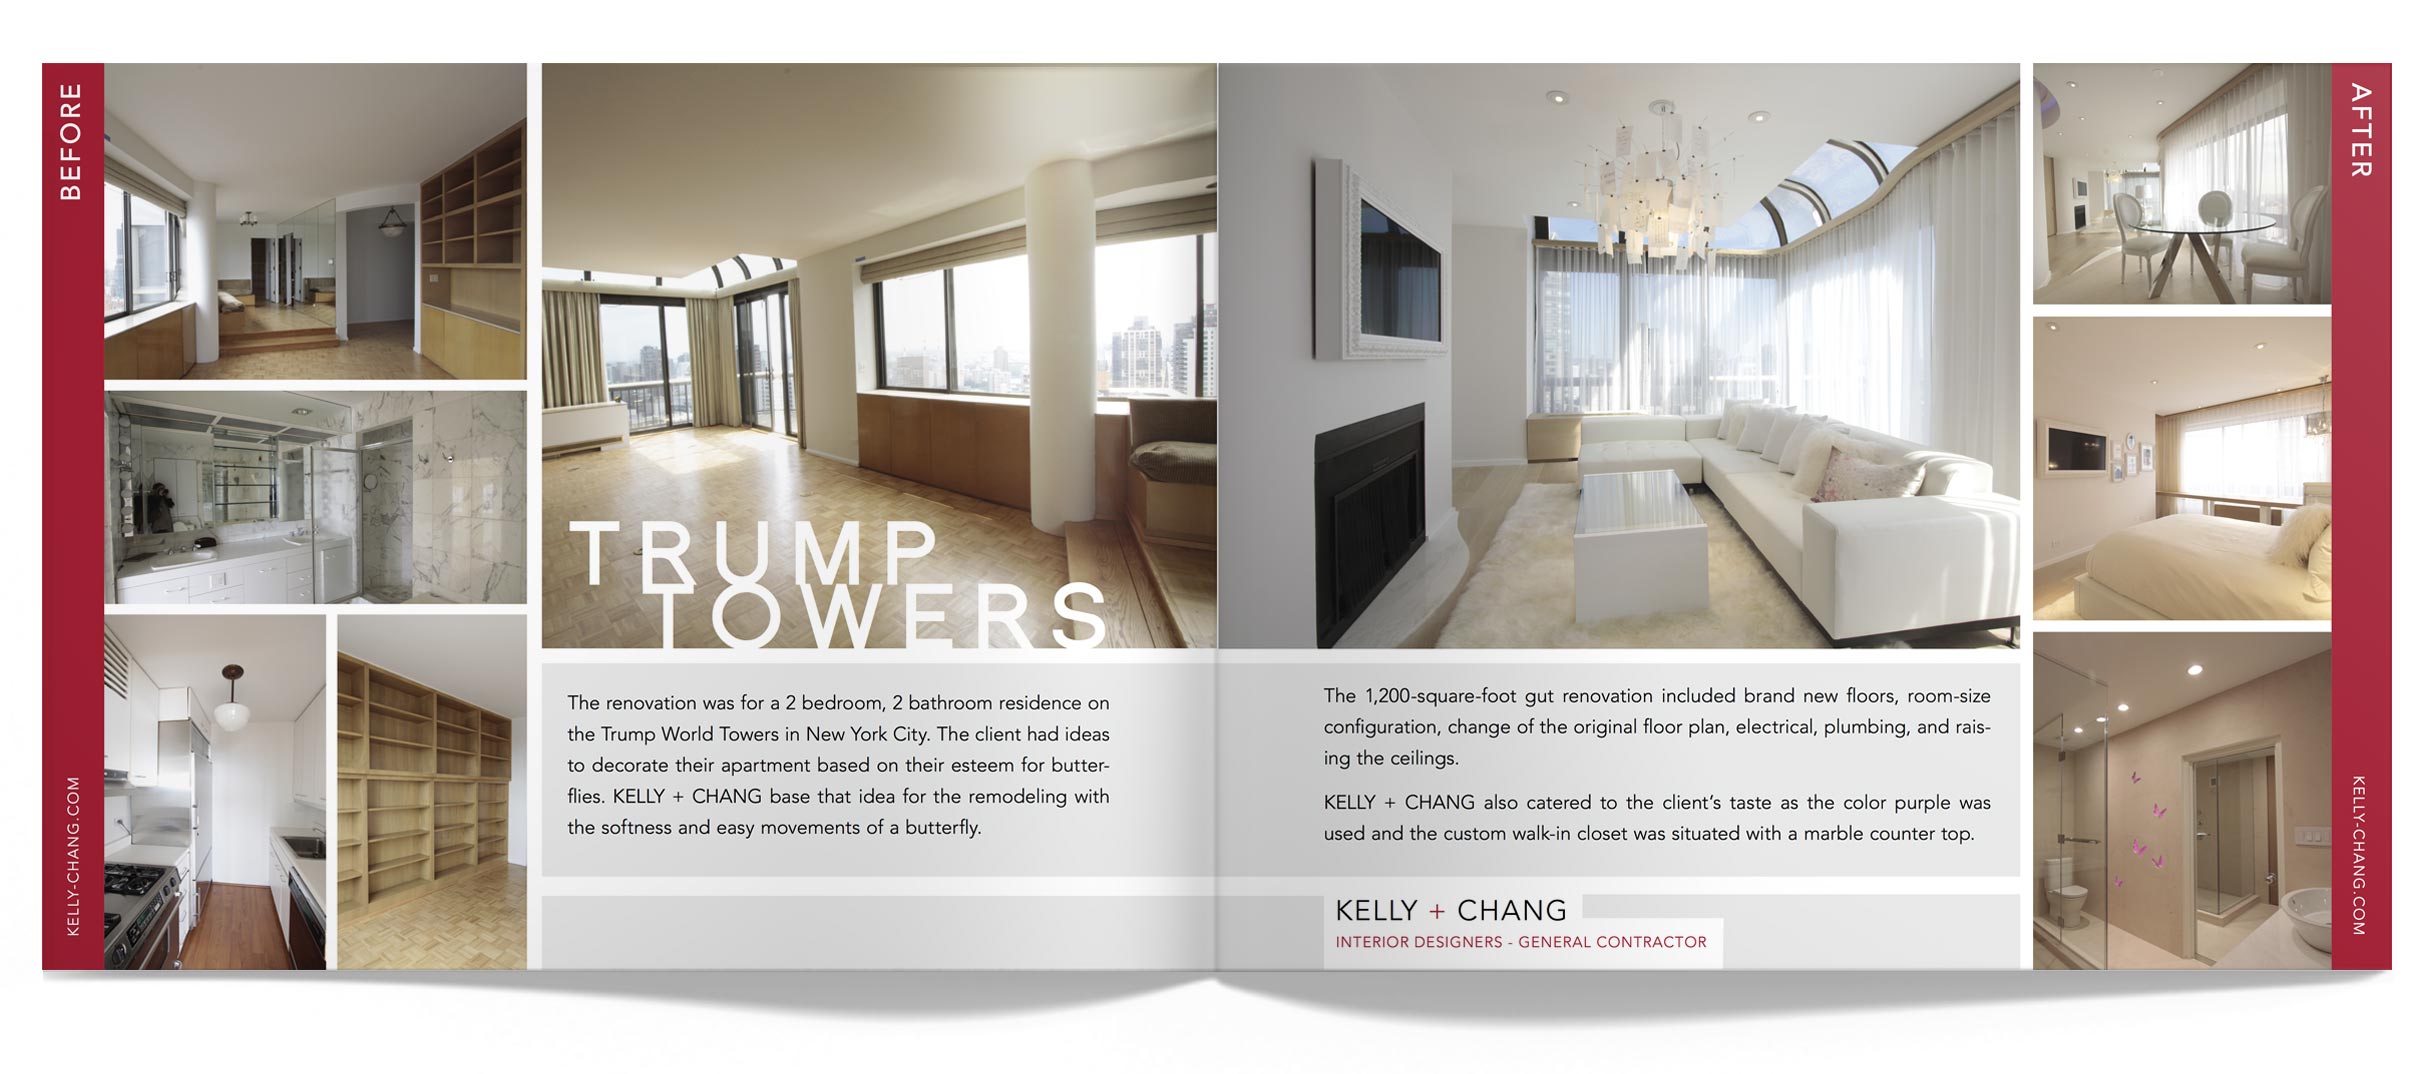 BEFORE
KELLY-CHANG.COM
TRUMP
TOWERS
The renovation was for a 2 bedroom, 2 bathroom residence on
the Trump World Towers in New York City. The client had ideas
to decorate their apartment based on their esteem for butter-
flies. KELLY + CHANG base that idea for the remodeling with
the softness and easy movements of a butterfly.
The 1,200-square-foot gut renovation included brand new floors, room-size
configuration, change of the original floor plan, electrical, plumbing, and rais-
ing the ceilings.
KELLY + CHANG also catered to the client's taste as the color purple was
used and the custom walk-in closet was situated with a marble counter top.
KELLY + CHANG
INTERIOR DESIGNERS - GENERAL CONTRACTOR
AFTER
KELLY-CHANG.COM